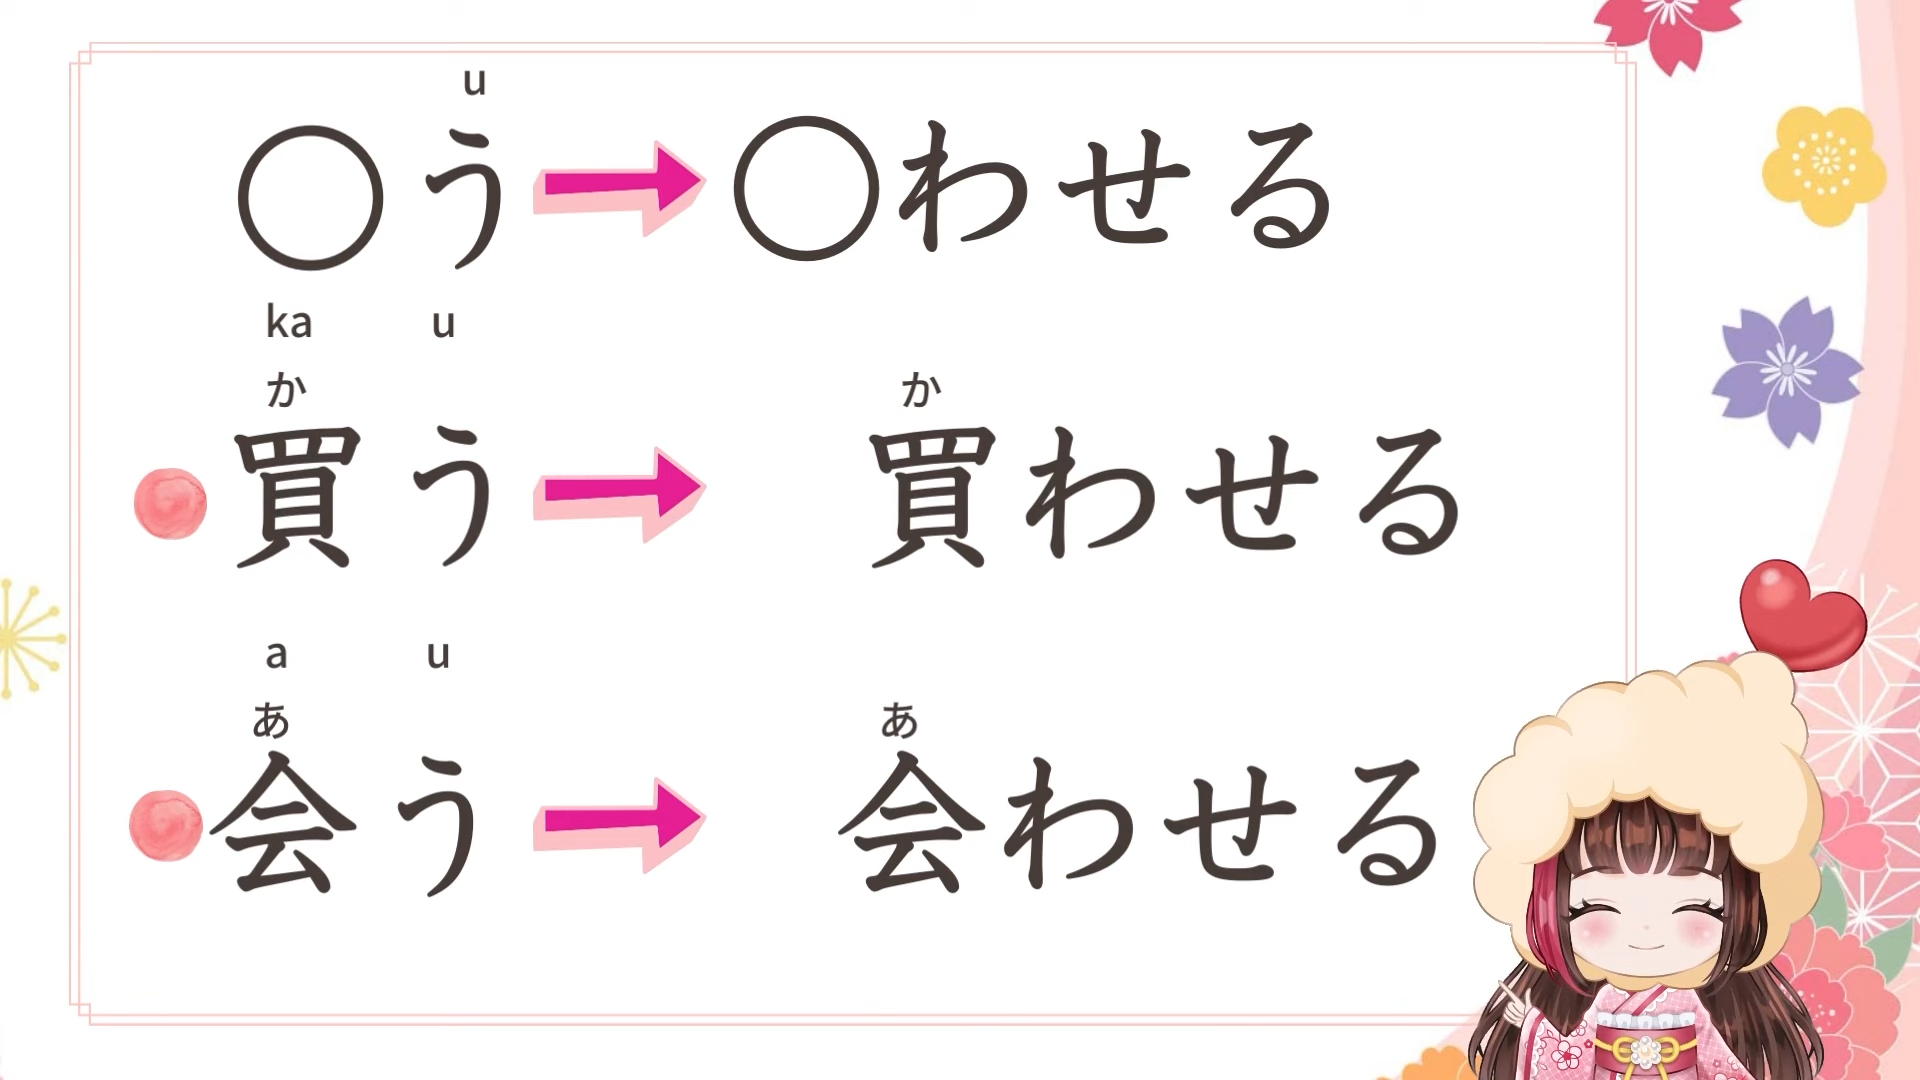 u
〇う→〇わせる
ka u
か か
買う→買わせる
a u
あ あ
会う→会わせる